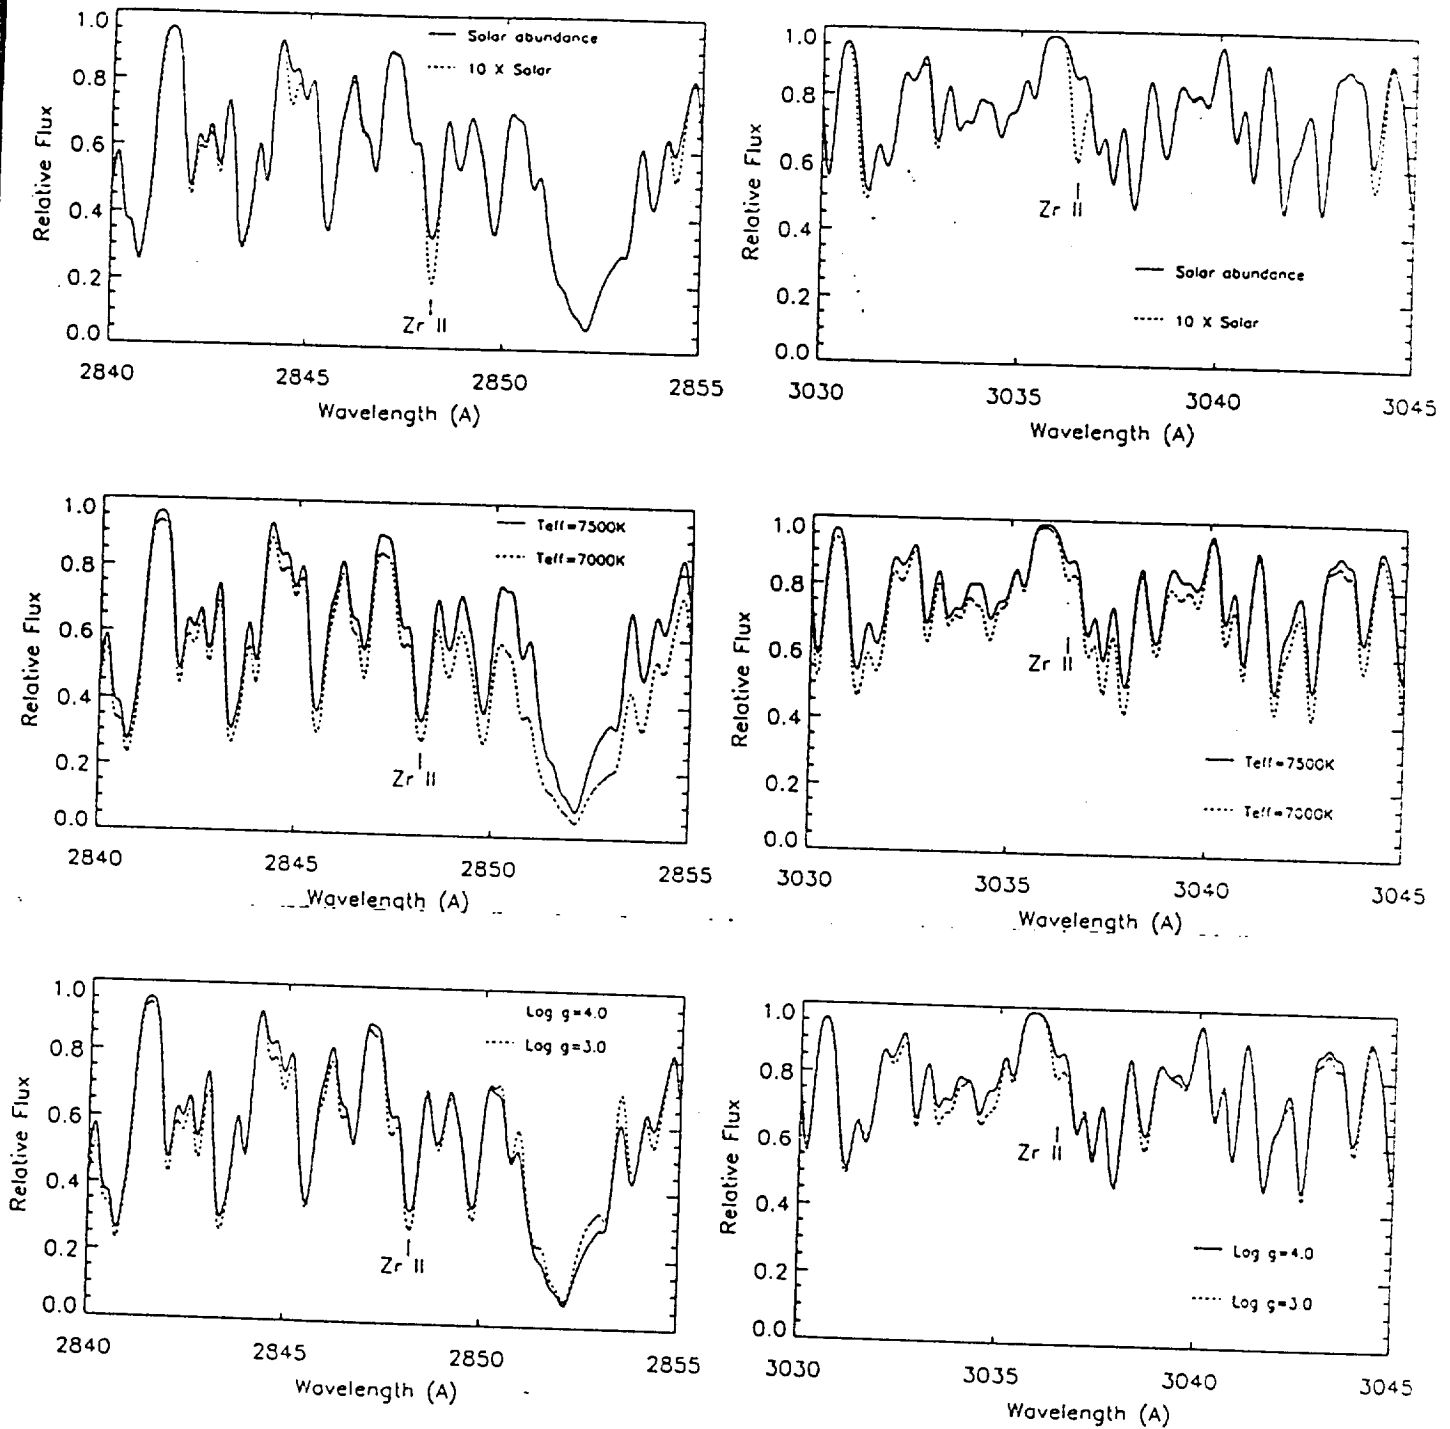 Solar abundance
10 X Solar
1.0
0.8
0.6
0.4
0.2
0.0
Relative Flux
Zr II
2840
2845
2850
2855
Wavelength (A)
1.0
0.8
0.6
0.4
0.2
0.0
Relative Flux
Zr II
Solar abundance
10 X Solar
3030
3035
3040
3045
Wavelength (A)
Teff=7500K
Teff=7000K
1.0
0.8
0.6
0.4
0.2
0.0
Relative Flux
Zr II
2840
2845
2850
2855
Wavelength (A)
1.0
0.8
0.6
0.4
0.2
0.0
Relative Flux
Zr II
Teff=7500K
Teff=7000K
3030
3035
3040
3045
Wavelength (A)
Log g=4.0
Log g=3.0
1.0
0.8
0.6
0.4
0.2
0.0
Relative Flux
Zr II
2840
2845
2850
2855
Wavelength (A)
1.0
0.8
0.6
0.4
0.2
0.0
Relative Flux
Zr II
Log g=4.0
Log g=3.0
3030
3035
3040
3045
Wavelength (A)